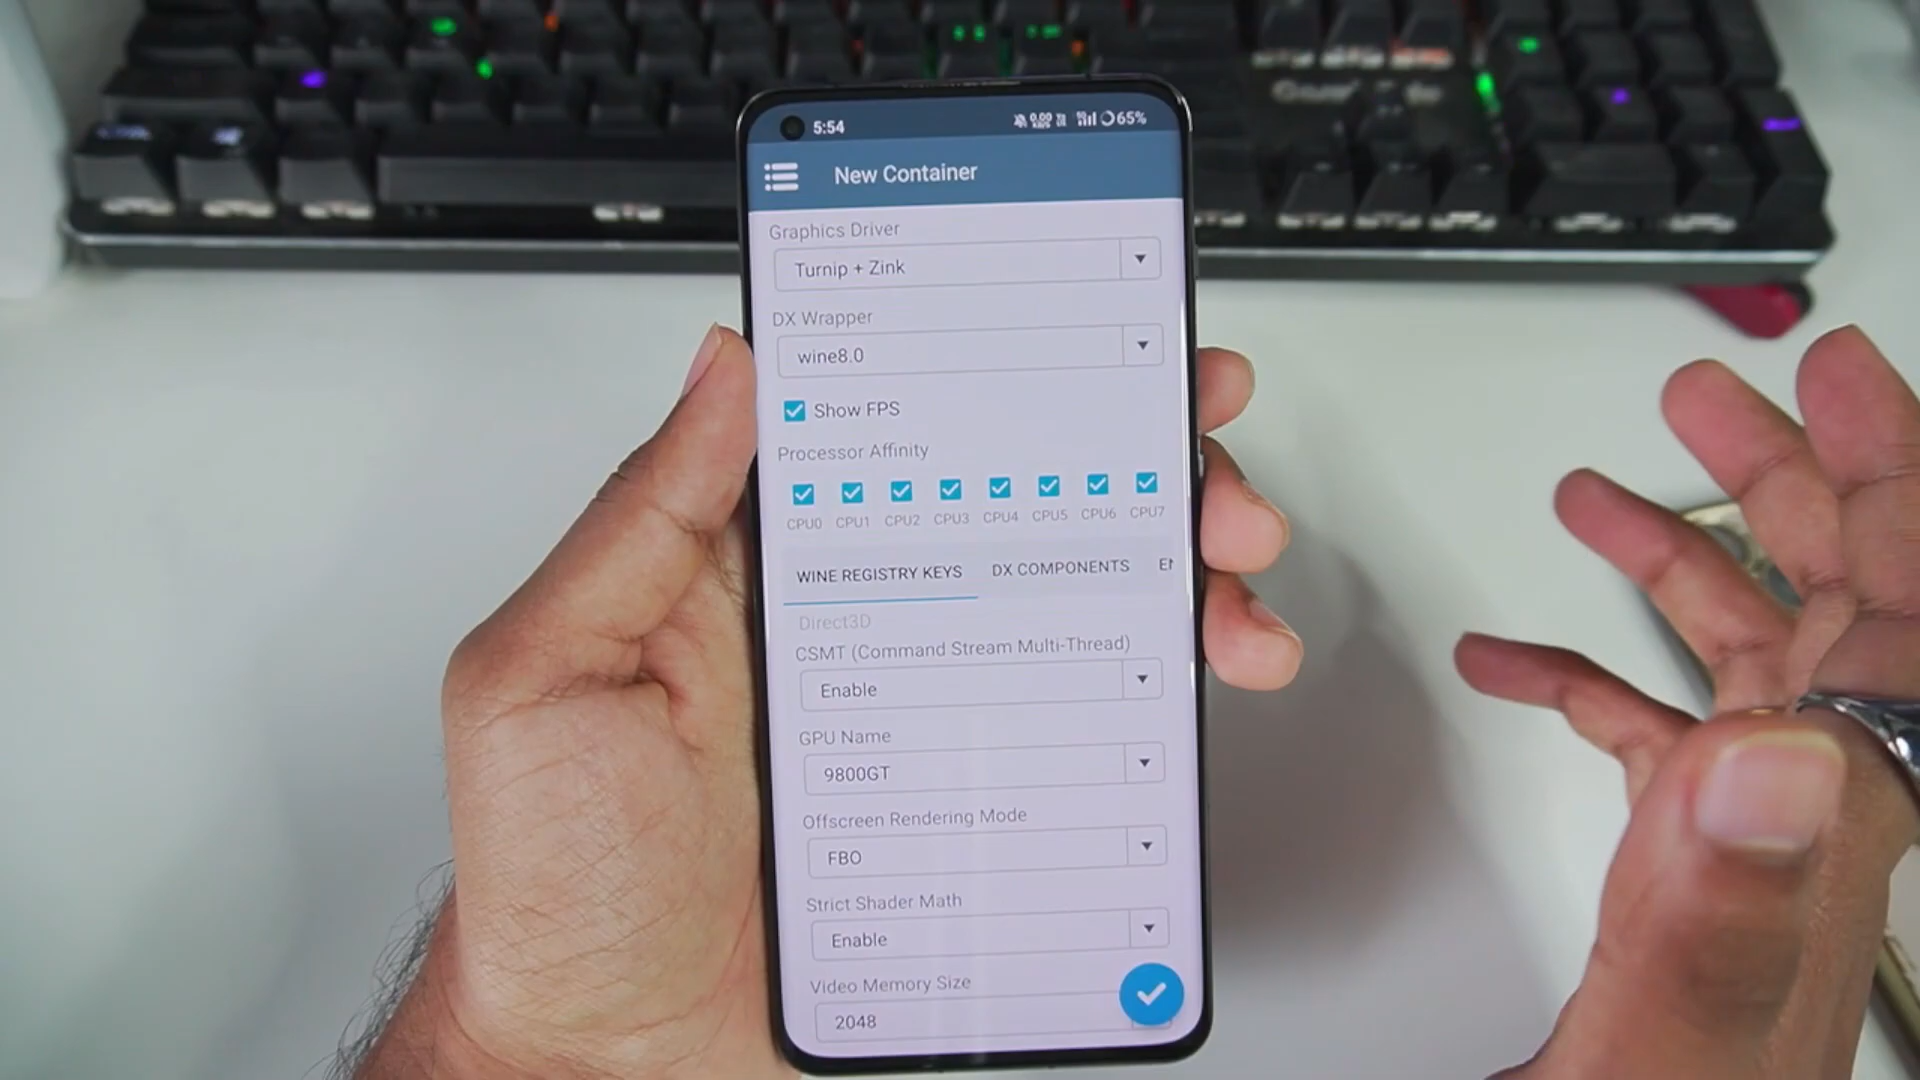 5:54
0.00
65%
New Container
Graphics Driver
Turnip + Zink
DX Wrapper
wine8.0
Show FPS
Processor Affinity
CPU0 CPU1 CPU2 CPU3 CPU4 CPU5 CPU6 CPU7
WINE REGISTRY KEYS DX COMPONENTS
Direct3D
CSMT (Command Stream Multi-Thread)
Enable
GPU Name
9800GT
Offscreen Rendering Mode
FBO
Strict Shader Math
Enable
Video Memory Size
2048